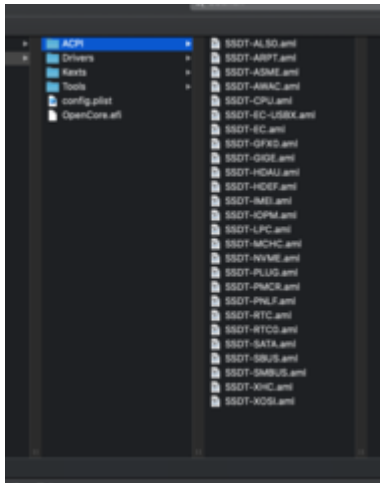 ACPI
Drivers
Kexts
Tools
config.plist
OpenCore.efi
SSDT-ALS0.aml
SSDT-ARPT.aml
SSDT-ASME.aml
SSDT-AWAC.aml
SSDT-CPU.aml
SSDT-EC-USBX.aml
SSDT-EC.aml
SSDT-GFX0.aml
SSDT-GIGE.aml
SSDT-HDAU.aml
SSDT-HDEF.aml
SSDT-IMEI.aml
SSDT-IOPM.aml
SSDT-LPC.aml
SSDT-MCHC.aml
SSDT-NVME.aml
SSDT-PLUG.aml
SSDT-PMCR.aml
SSDT-PNLF.aml
SSDT-RTC.aml
SSDT-RTC0.aml
SSDT-SATA.aml
SSDT-SBUS.aml
SSDT-SMBUS.aml
SSDT-XHC.aml
SSDT-XOSI.aml